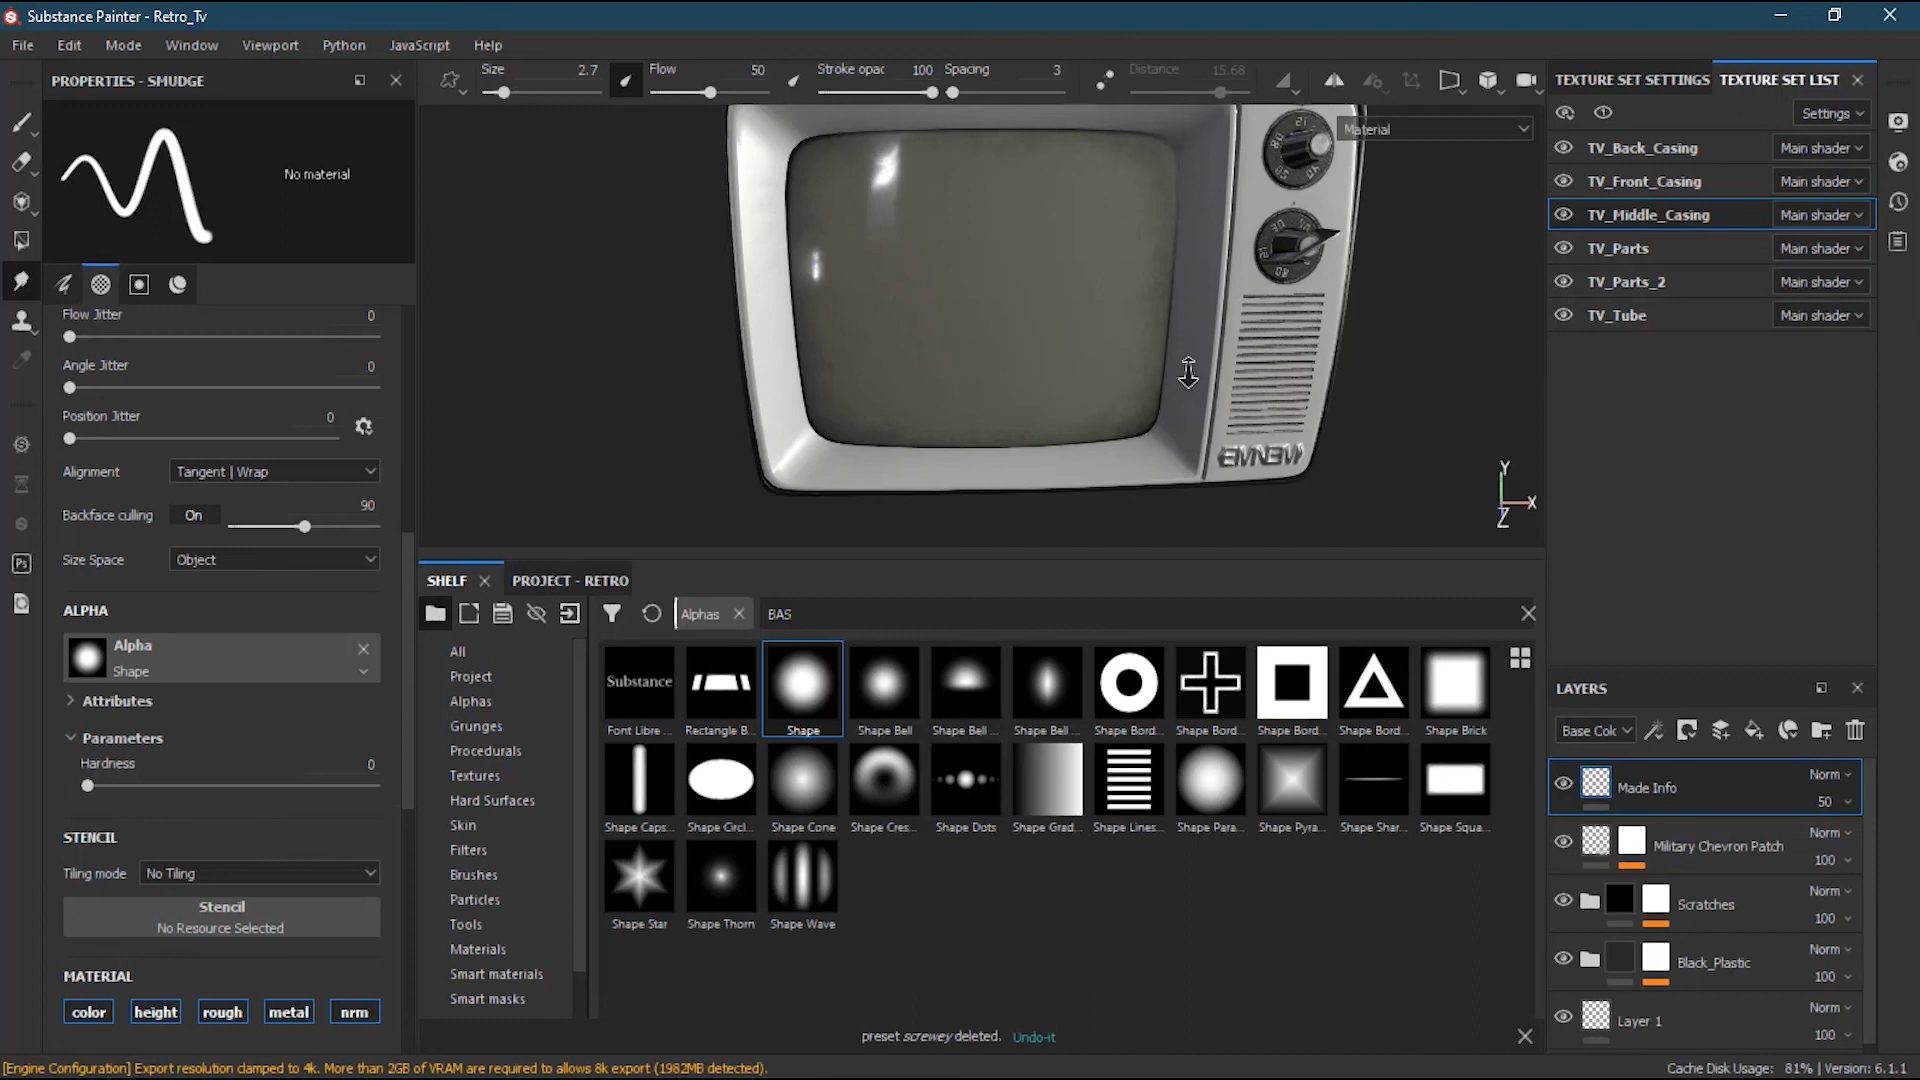 Substance Painter - Retro_Tv
File Edit Mode Window Viewport Python JavaScript Help
PROPERTIES - SMUDGE
No material
Size 2.7
Flow 50
Stroke opac 100
Spacing 3
Distance 15.68
Material
Flow Jitter 0
Angle Jitter 0
Position Jitter 0
Alignment Tangent | Wrap
Backface culling On 90
Size Space Object
ALPHA
Alpha
Shape
Attributes
Parameters
Hardness 0
STENCIL
Tiling mode No Tiling
Stencil
No Resource Selected
MATERIAL
color height rough metal nrm
Y
X
Z
SHELF PROJECT - RETRO
Alphas BAS
All
Project
Alphas
Grunges
Procedurals
Textures
Hard Surfaces
Skin
Filters
Brushes
Particles
Tools
Materials
Smart materials
Smart masks
Substance
Font Libre ... Rectangle B... Shape Shape Bell Shape Bell ... Shape Bell ... Shape Bord... Shape Bord... Shape Bord... Shape Bord... Shape Brick
Shape Caps... Shape Circl... Shape Cone Shape Cres... Shape Dots Shape Grad... Shape Lines... Shape Para... Shape Pyra... Shape Shar... Shape Squa...
Shape Star Shape Thorn Shape Wave
preset screwey deleted. Undo-it
TEXTURE SET SETTINGS TEXTURE SET LIST
Settings
TV_Back_Casing Main shader
TV_Front_Casing Main shader
TV_Middle_Casing Main shader
TV_Parts Main shader
TV_Parts_2 Main shader
TV_Tube Main shader
LAYERS
Base Col
Made Info Norm 50
Military Chevron Patch Norm 100
Scratches Norm 100
Black_Plastic Norm 100
Layer 1 Norm 100
[Engine Configuration] Export resolution clamped to 4k. More than 2GB of VRAM are required to allows 8k export (1982MB detected).
Cache Disk Usage: 81% | Version: 6.1.1